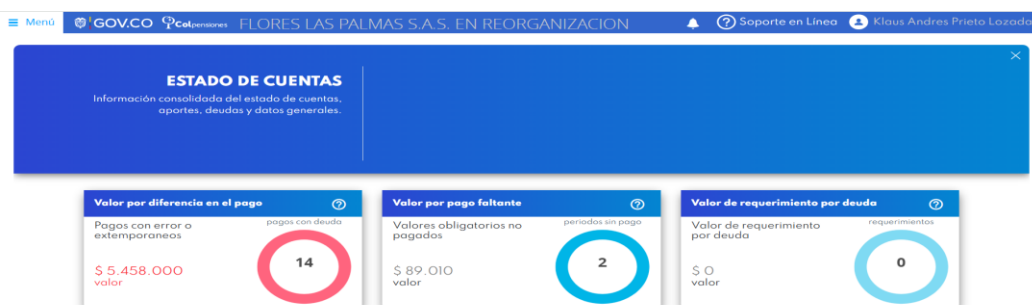 Menú GOV.CO Colpensiones FLORES LAS PALMAS S.A.S. EN REORGANIZACION Soporte en Línea Klaus Andres Prieto Lozada
ESTADO DE CUENTAS
Información consolidada del estado de cuentas,
aportes, deudas y datos generales.
Valor por diferencia en el pago
pagos con deuda
Pagos con error o
extemporaneos
14
$ 5.458.000
valor
Valor por pago faltante
periodos sin pago
Valores obligatorios no
pagados
2
$ 89.010
valor
Valor de requerimiento por deuda
requerimientos
Valor de requerimiento
por deuda
0
$ 0
valor